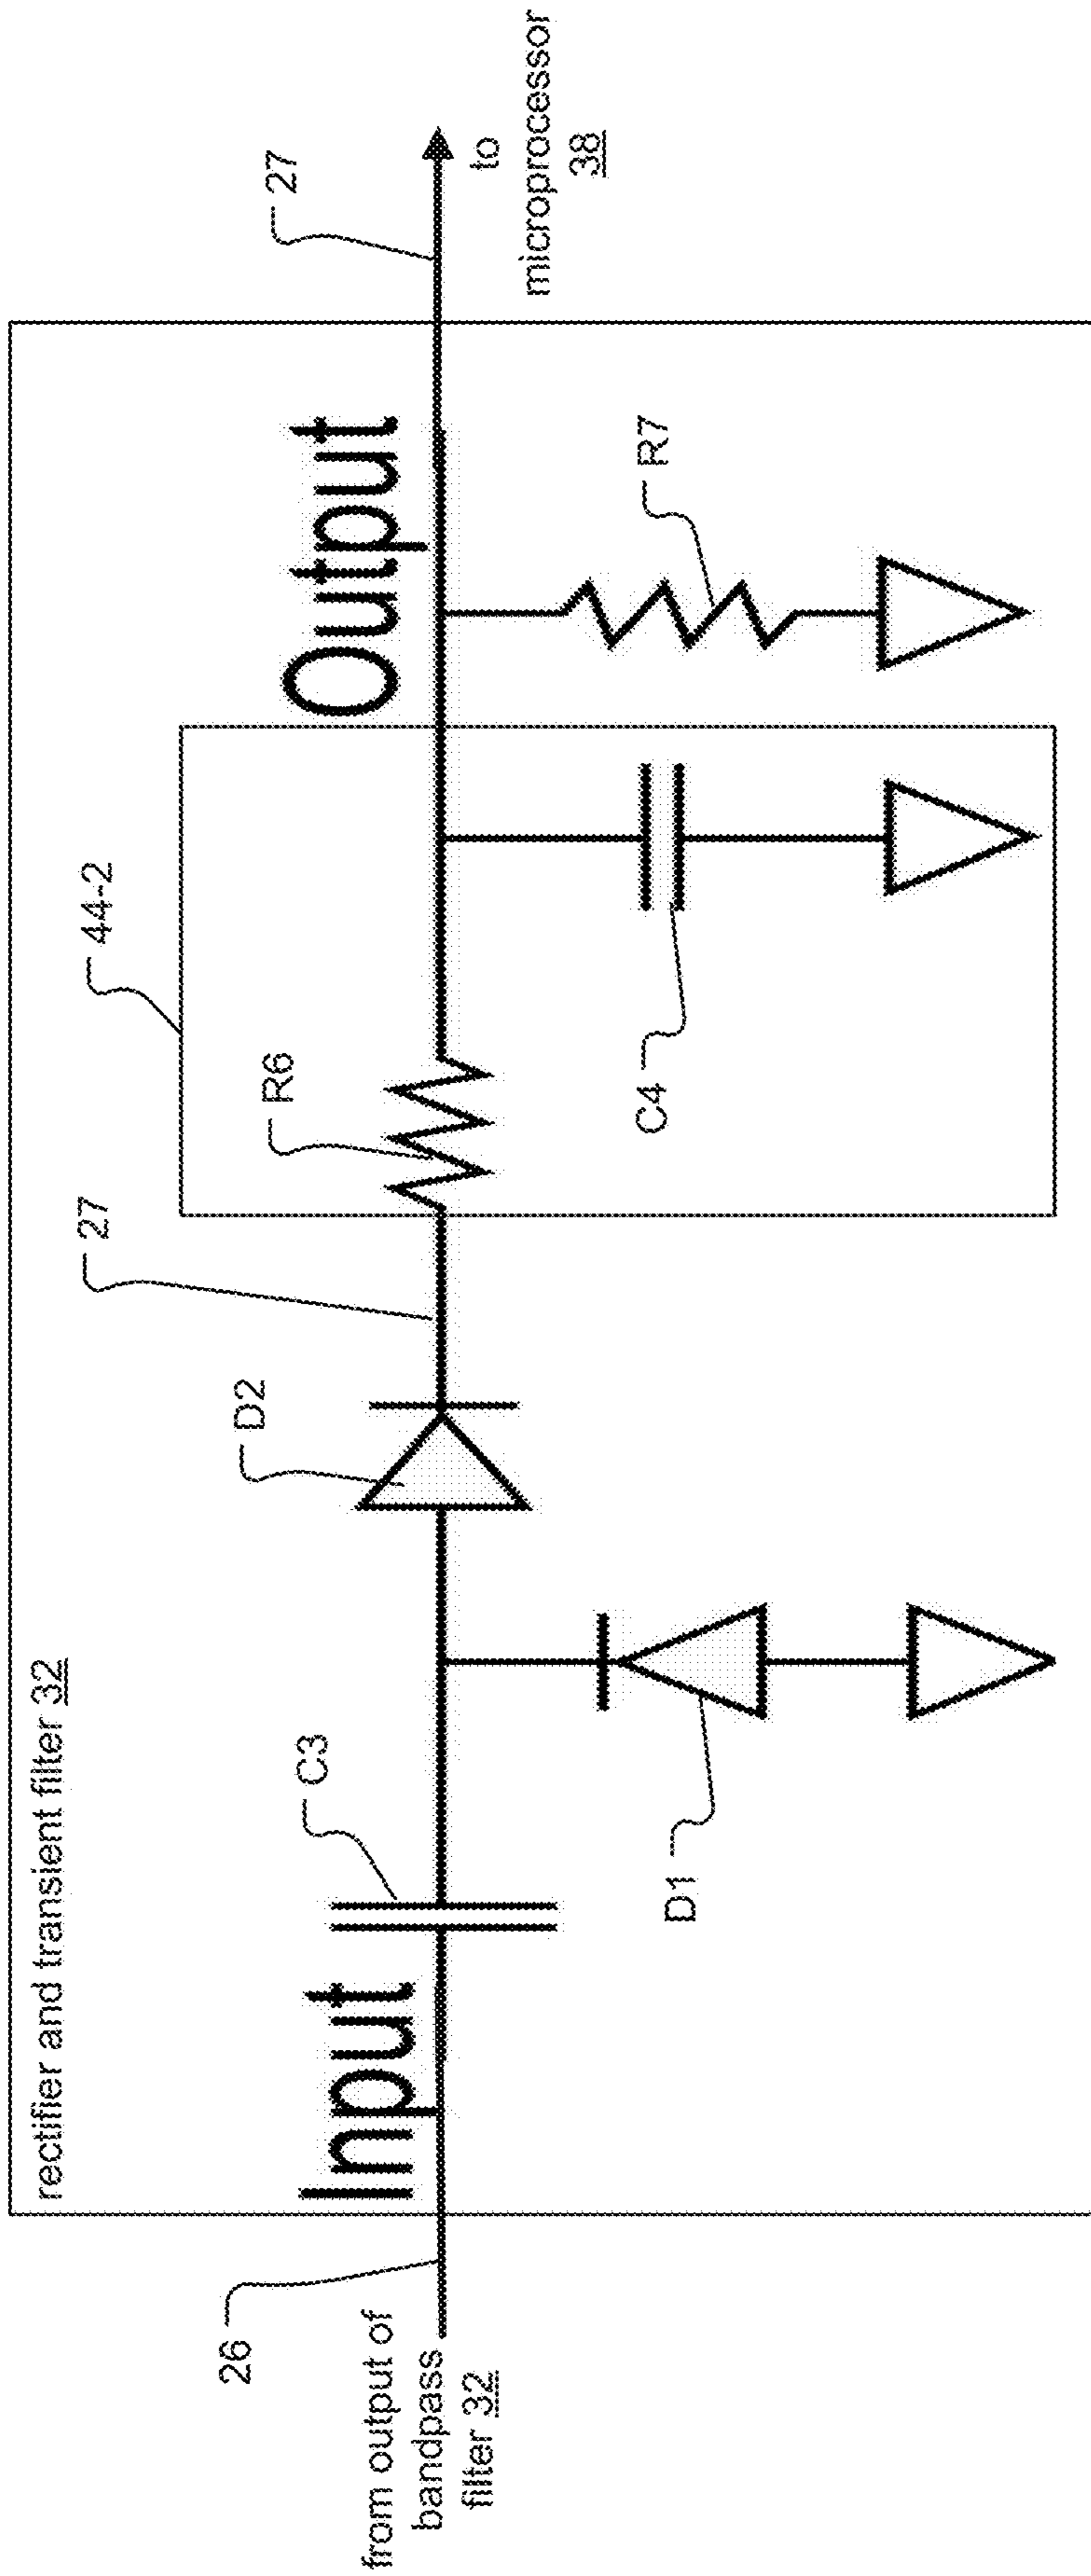 rectifier and transient filter 32
from output of
bandpass
filter 32
26
Input
C3
D1
D2
27
44-2
R6
C4
Output
R7
27
to
microprocessor
38